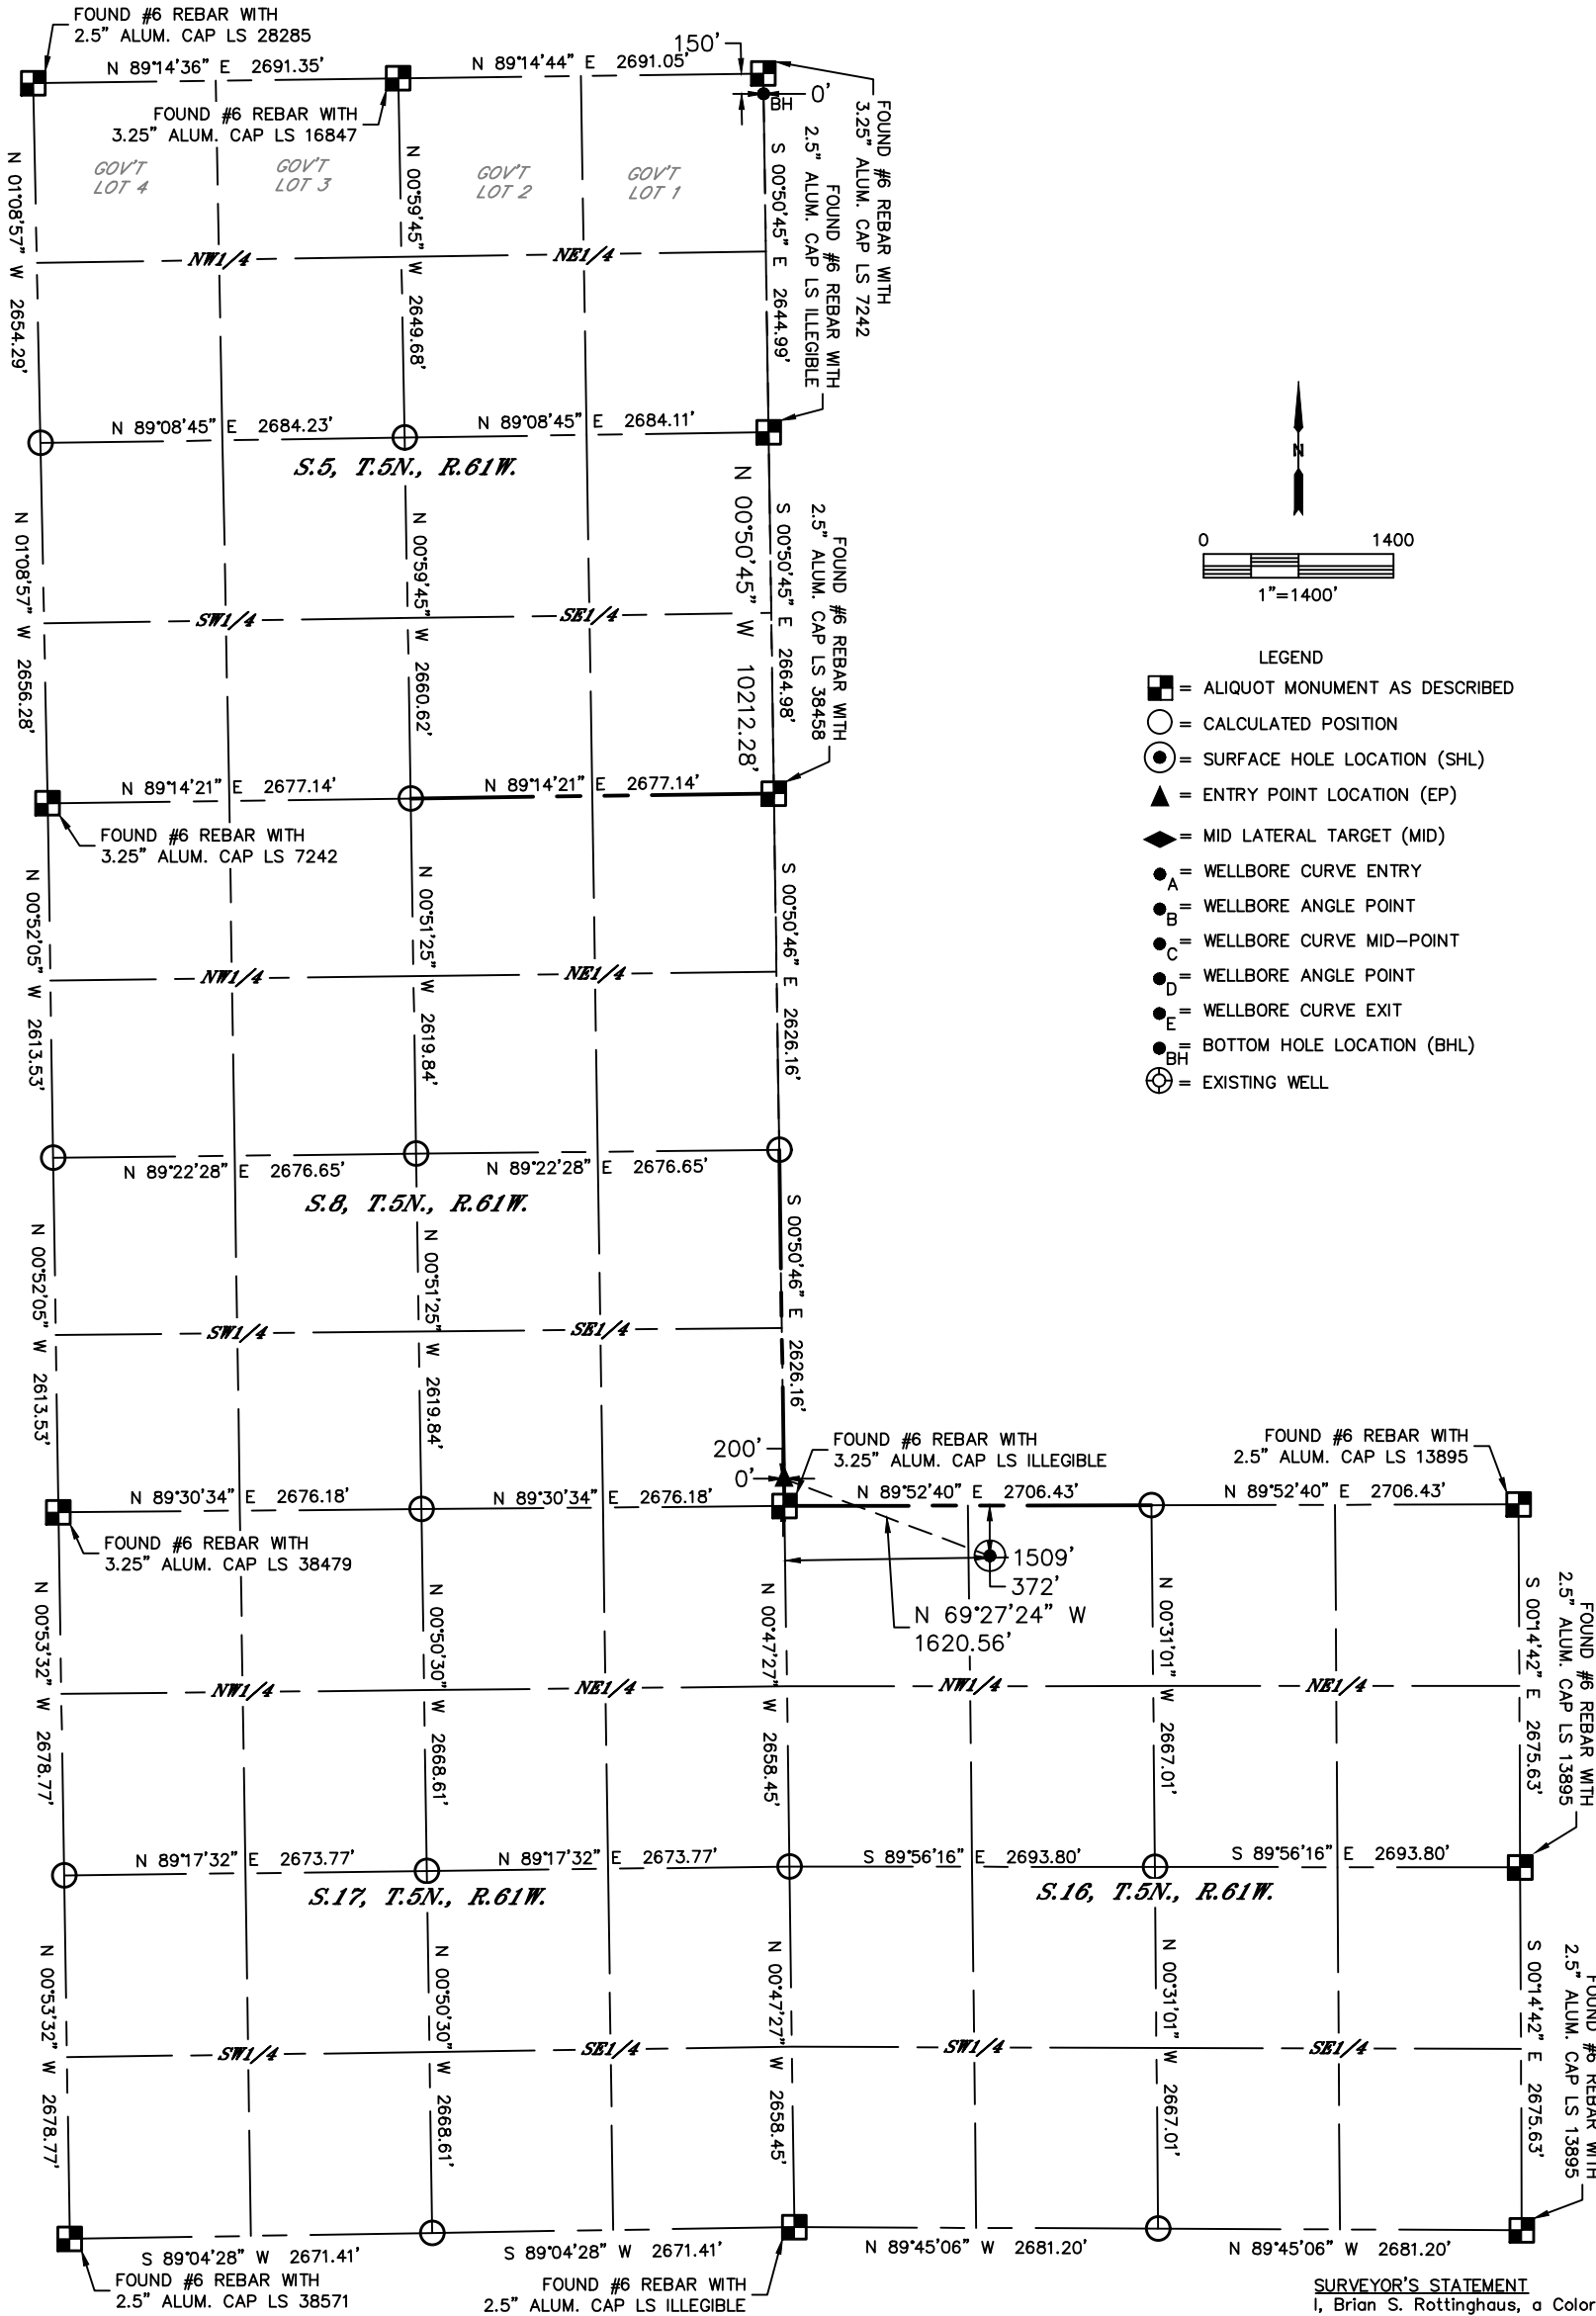 FOUND #6 REBAR WITH
2.5" ALUM. CAP LS 28285
N 89°14'36" E 2691.35'
N 89°14'44" E 2691.05'
150'
0'
BH
FOUND #6 REBAR WITH
3.25" ALUM. CAP LS 16847
FOUND #6 REBAR WITH
3.25" ALUM. CAP LS 7242
FOUND #6 REBAR WITH
2.5" ALUM. CAP LS ILLEGIBLE
GOV'T
LOT 4
GOV'T
LOT 3
GOV'T
LOT 2
GOV'T
LOT 1
N 01°08'57" W 2654.29'
N 00°59'45" W 2649.68'
S 00°50'45" E 2644.99'
NW1/4
NE1/4
N 89°08'45" E 2684.23'
N 89°08'45" E 2684.11'
S.5, T.5N., R.61W.
N 01°08'57" W 2656.28'
N 00°59'45" W 2660.62'
N 00°50'45" W 10212.28'
S 00°50'45" E 2664.98'
FOUND #6 REBAR WITH
2.5" ALUM. CAP LS 38458
SW1/4
SE1/4
N 89°14'21" E 2677.14'
N 89°14'21" E 2677.14'
FOUND #6 REBAR WITH
3.25" ALUM. CAP LS 7242
N
0 1400
1"=1400'
LEGEND
= ALIQUOT MONUMENT AS DESCRIBED
= CALCULATED POSITION
= SURFACE HOLE LOCATION (SHL)
= ENTRY POINT LOCATION (EP)
= MID LATERAL TARGET (MID)
A = WELLBORE CURVE ENTRY
B = WELLBORE ANGLE POINT
C = WELLBORE CURVE MID-POINT
D = WELLBORE ANGLE POINT
E = WELLBORE CURVE EXIT
BH = BOTTOM HOLE LOCATION (BHL)
= EXISTING WELL
N 00°52'05" W 2613.53'
N 00°51'25" W 2619.84'
S 00°50'46" E 2626.16'
NW1/4
NE1/4
N 89°22'28" E 2676.65'
N 89°22'28" E 2676.65'
S.8, T.5N., R.61W.
N 00°52'05" W 2613.53'
N 00°51'25" W 2619.84'
S 00°50'46" E 2626.16'
SW1/4
SE1/4
200'
0'
FOUND #6 REBAR WITH
3.25" ALUM. CAP LS ILLEGIBLE
FOUND #6 REBAR WITH
2.5" ALUM. CAP LS 13895
N 89°30'34" E 2676.18'
N 89°30'34" E 2676.18'
N 89°52'40" E 2706.43'
N 89°52'40" E 2706.43'
FOUND #6 REBAR WITH
3.25" ALUM. CAP LS 38479
1509'
372'
N 69°27'24" W
1620.56'
N 00°53'32" W 2678.77'
N 00°50'30" W 2668.61'
N 00°47'27" W 2658.45'
N 00°31'01" W 2667.01'
S 00°14'42" E 2675.63'
FOUND #6 REBAR WITH
2.5" ALUM. CAP LS 13895
NW1/4
NE1/4
NW1/4
NE1/4
N 89°17'32" E 2673.77'
N 89°17'32" E 2673.77'
S 89°56'16" E 2693.80'
S 89°56'16" E 2693.80'
S.17, T.5N., R.61W.
S.16, T.5N., R.61W.
N 00°53'32" W 2678.77'
N 00°50'30" W 2668.61'
N 00°47'27" W 2658.45'
N 00°31'01" W 2667.01'
S 00°14'42" E 2675.63'
FOUND #6 REBAR WITH
2.5" ALUM. CAP LS 13895
SW1/4
SE1/4
SW1/4
SE1/4
S 89°04'28" W 2671.41'
S 89°04'28" W 2671.41'
N 89°45'06" W 2681.20'
N 89°45'06" W 2681.20'
FOUND #6 REBAR WITH
2.5" ALUM. CAP LS 38571
FOUND #6 REBAR WITH
2.5" ALUM. CAP LS ILLEGIBLE
SURVEYOR'S STATEMENT
I, Brian S. Rottinghaus, a Color